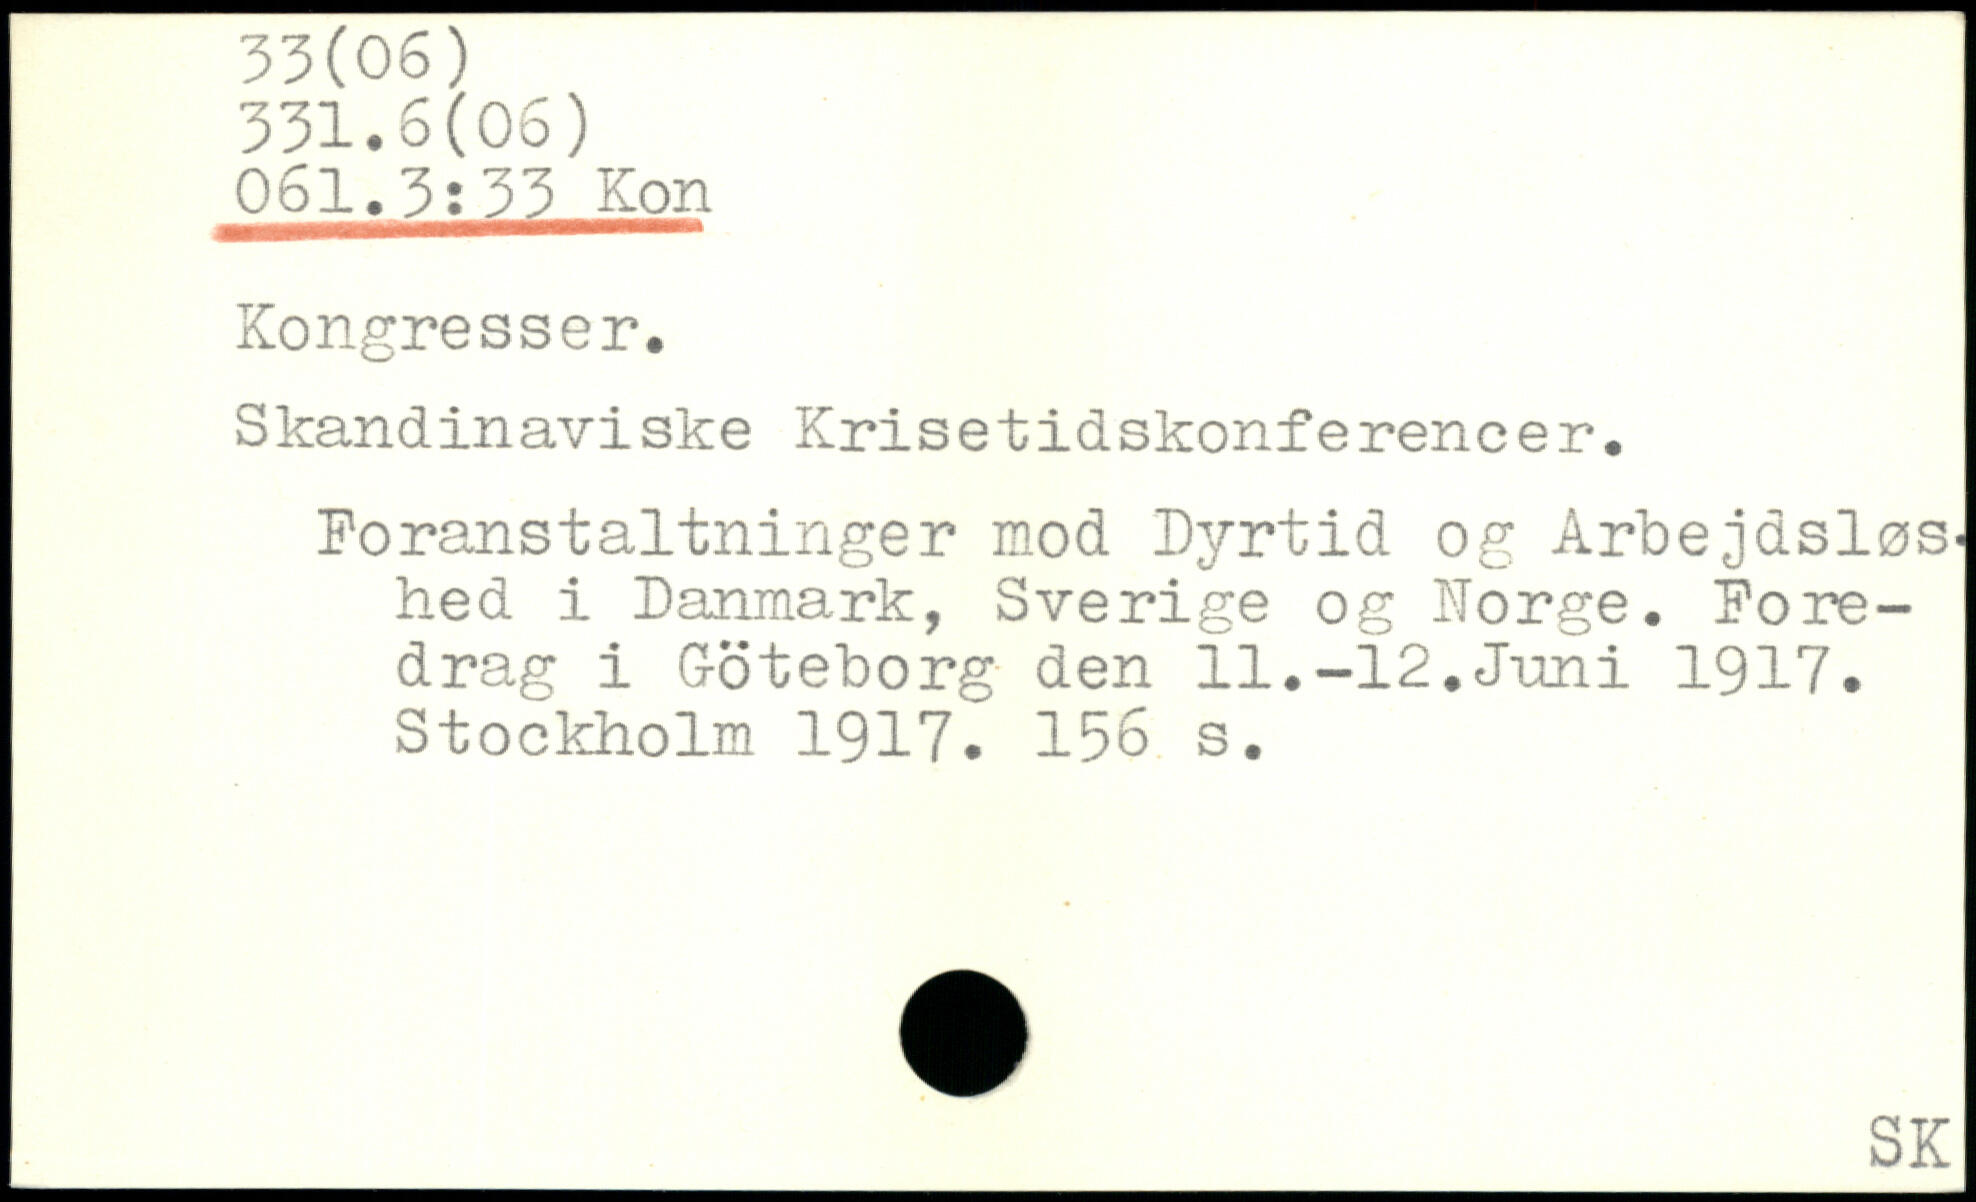 33(06)
331.6(06)
061.3:33 Kon
Kongresser.
Skandinaviske Krisetidskonferencer.
Foranstaltninger mod Dyrtid og Arbejdsløs-
hed i Danmark, Sverige og Norge. Fore-
drag i Göteborg den 11.-12.Juni 1917.
Stockholm 1917. 156 s.
SK